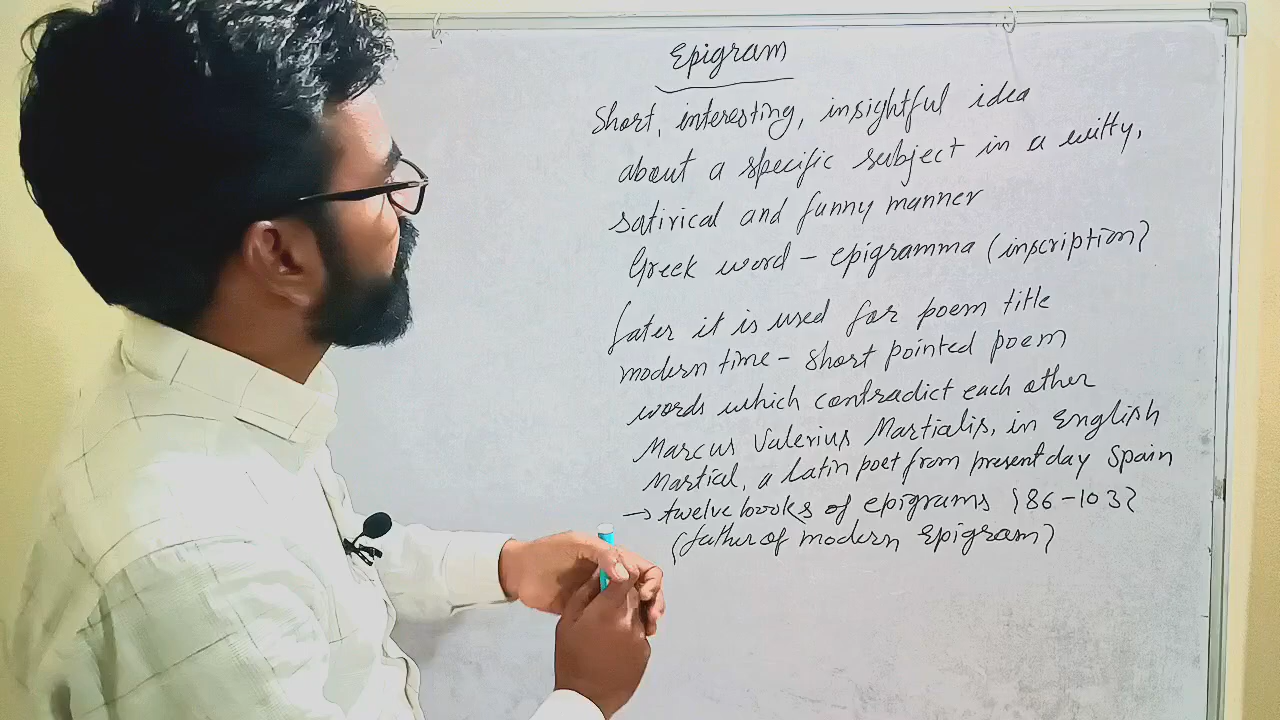 Epigram
Short, interesting, insightful idea
about a specific subject in a witty,
satirical and funny manner
Greek word – epigramma (inscription)
Later it is used for poem title
modern time – short pointed poem
words which contradict each other
Marcus Valerius Martialis, in English
Martial, a Latin poet from present day Spain
→ twelve books of epigrams {86-103}
(father of modern Epigram)